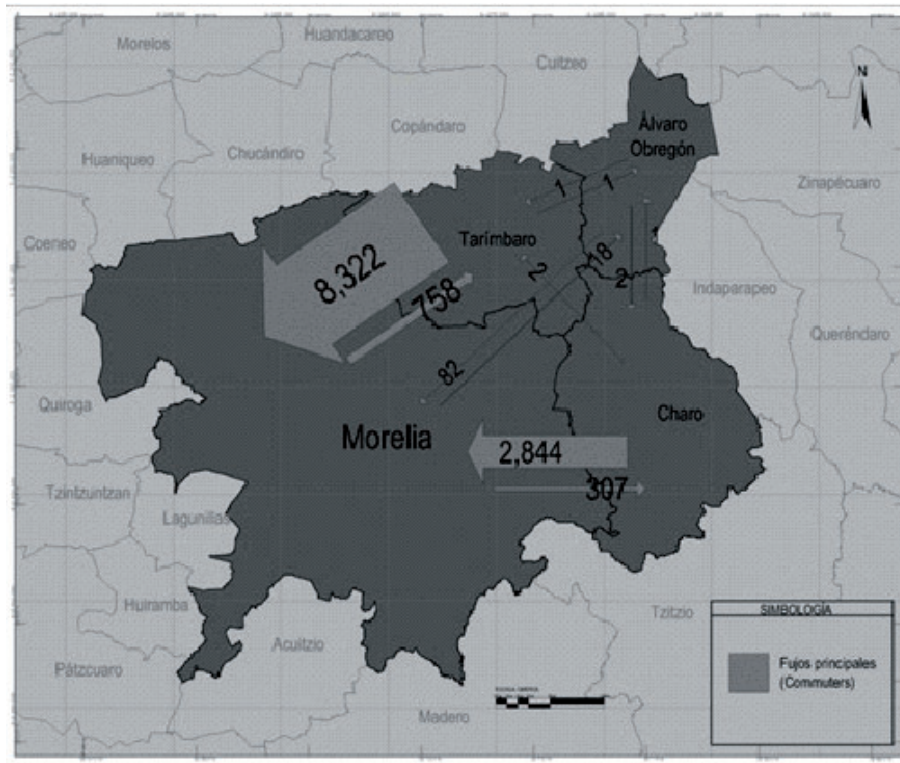 Morelos
Huandacareo
Cuitzeo
NI
Copándaro
Álvaro
Obregón
Huaniqueo
Chucándiro
Zinapécuaro
1
1
Coeneo
Tarímbaro
8,322
2
18
1
758
2
Indaparapeo
Queréndaro
82
Quiroga
Charo
Morelia
2,844
307
Tzintzuntzan
Lagunillas
Huiramba
Tzitzio
SIMBOLOGÍA
Acuitzio
Pátzcuaro
Fujos principales
(Commuters)
Madero